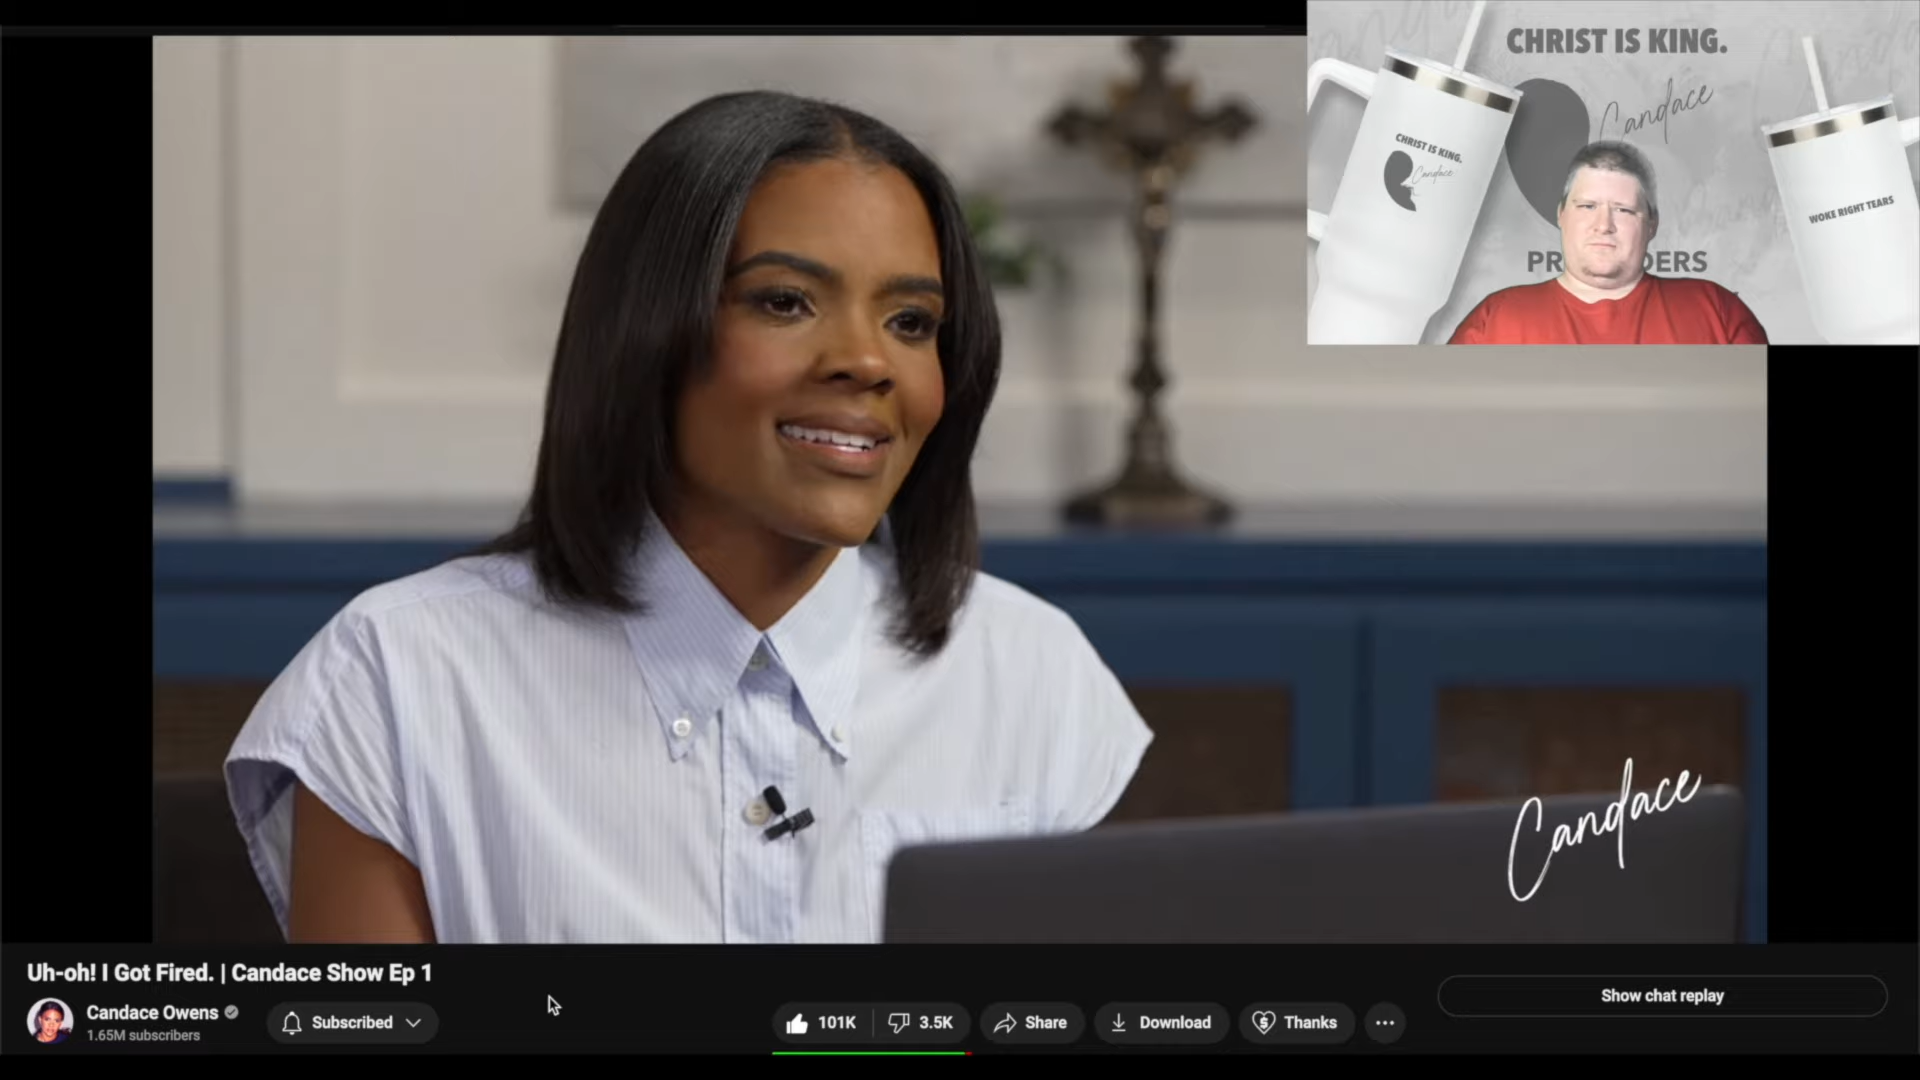 CHRIST IS KING.
Candace
CHRIST IS KING.
Candace
WOKE RIGHT TEARS
PR DERS
Candace
Uh-oh! I Got Fired. | Candace Show Ep 1
Candace Owens
1.65M subscribers
Subscribed
101K
3.5K
Share
Download
Thanks
Show chat replay